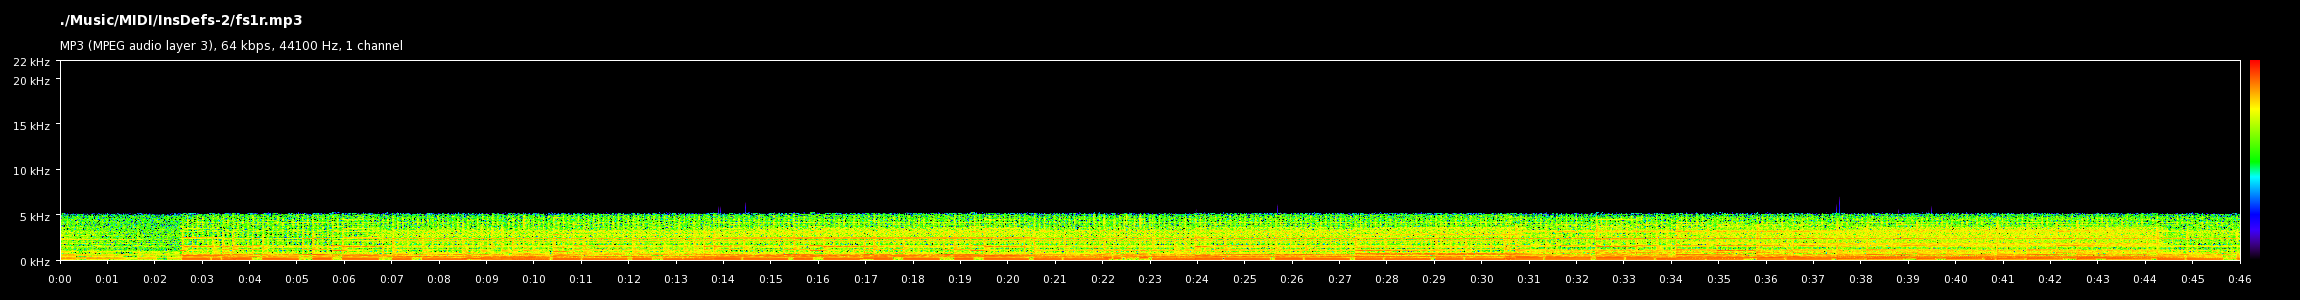 ./Music/MIDI/InsDefs-2/fs1r.mp3
MP3 (MPEG audio layer 3), 64 kbps, 44100 Hz, 1 channel
22 kHz
20 kHz
15 kHz
10 kHz
5 kHz
0 kHz
0:00 0:01 0:02 0:03 0:04 0:05 0:06 0:07 0:08 0:09 0:10 0:11 0:12 0:13 0:14 0:15 0:16 0:17 0:18 0:19 0:20 0:21 0:22 0:23 0:24 0:25 0:26 0:27 0:28 0:29 0:30 0:31 0:32 0:33 0:34 0:35 0:36 0:37 0:38 0:39 0:40 0:41 0:42 0:43 0:44 0:45 0:46